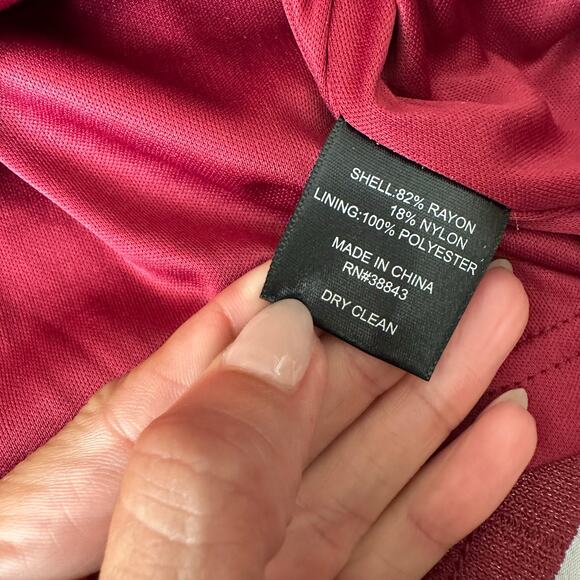 SHELL:82% RAYON
18% NYLON
LINING:100% POLYESTER
MADE IN CHINA
RN#38843
DRY CLEAN